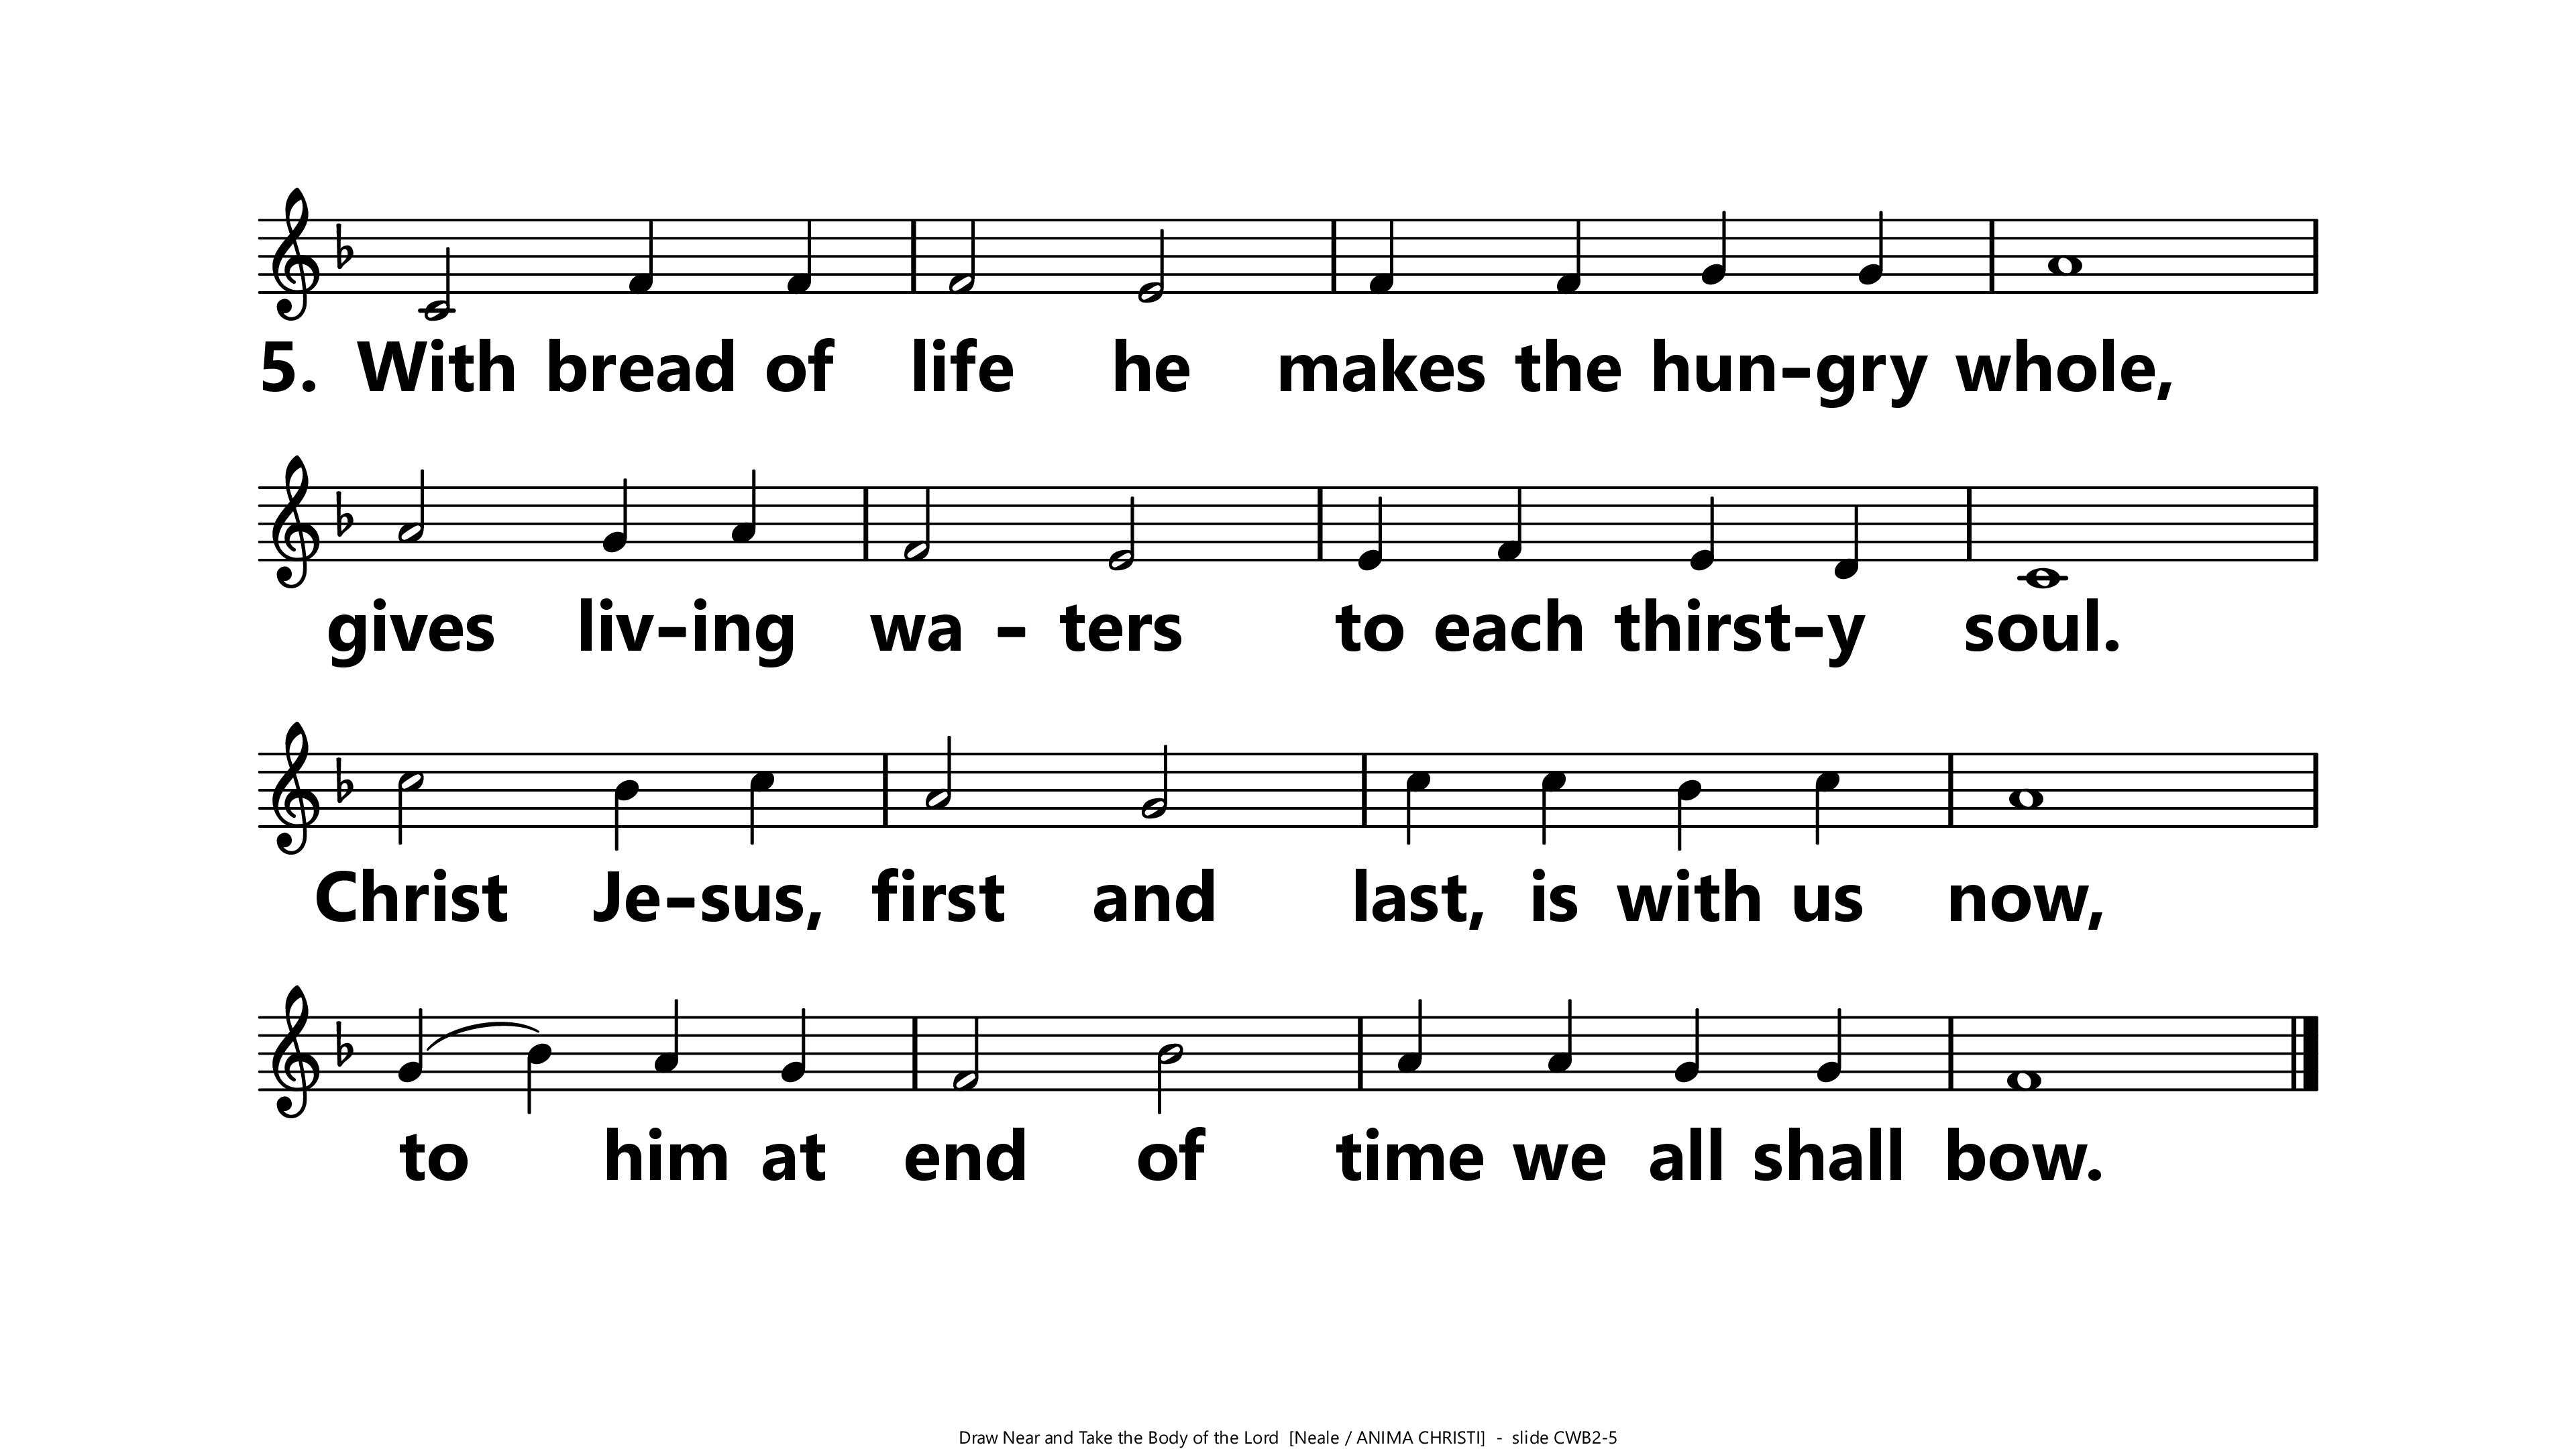 5. With bread of life he makes the hun-gry whole,
gives liv-ing wa - ters to each thirst-y soul.
Christ Je-sus, first and last, is with us now,
to him at end of time we all shall bow.
Draw Near and Take the Body of the Lord [Neale / ANIMA CHRISTI] - slide CWB2-5